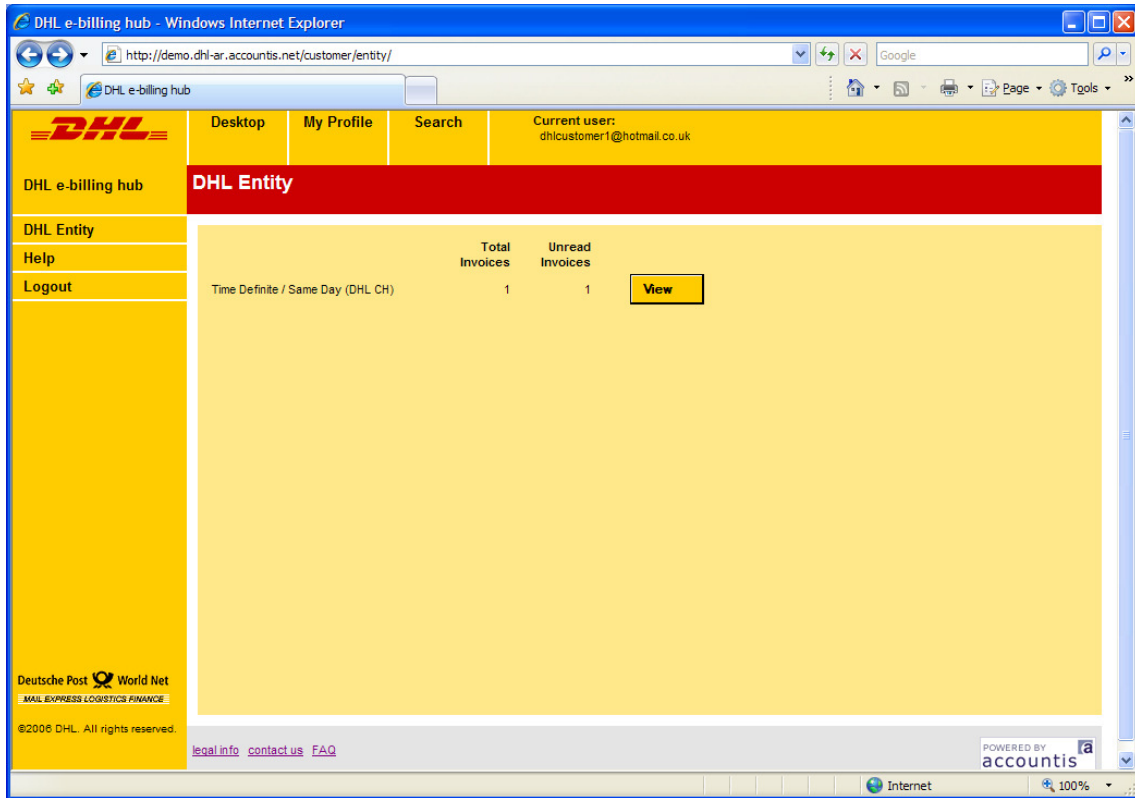 DHL e-billing hub - Windows Internet Explorer
http://demo.dhl-ar.accountis.net/customer/entity/
Google
DHL e-billing hub
Page
Tools
DHL
Desktop
My Profile
Search
Current user:
dhlcustomer1@hotmail.co.uk
DHL e-billing hub
DHL Entity
DHL Entity
Help
Logout
Total Unread
Invoices Invoices
Time Definite / Same Day (DHL CH) 1 1 View
Deutsche Post World Net
MAIL EXPRESS LOGISTICS FINANCE
©2006 DHL. All rights reserved.
legal info contact us FAQ
POWERED BY
accountis
a
Internet
100%